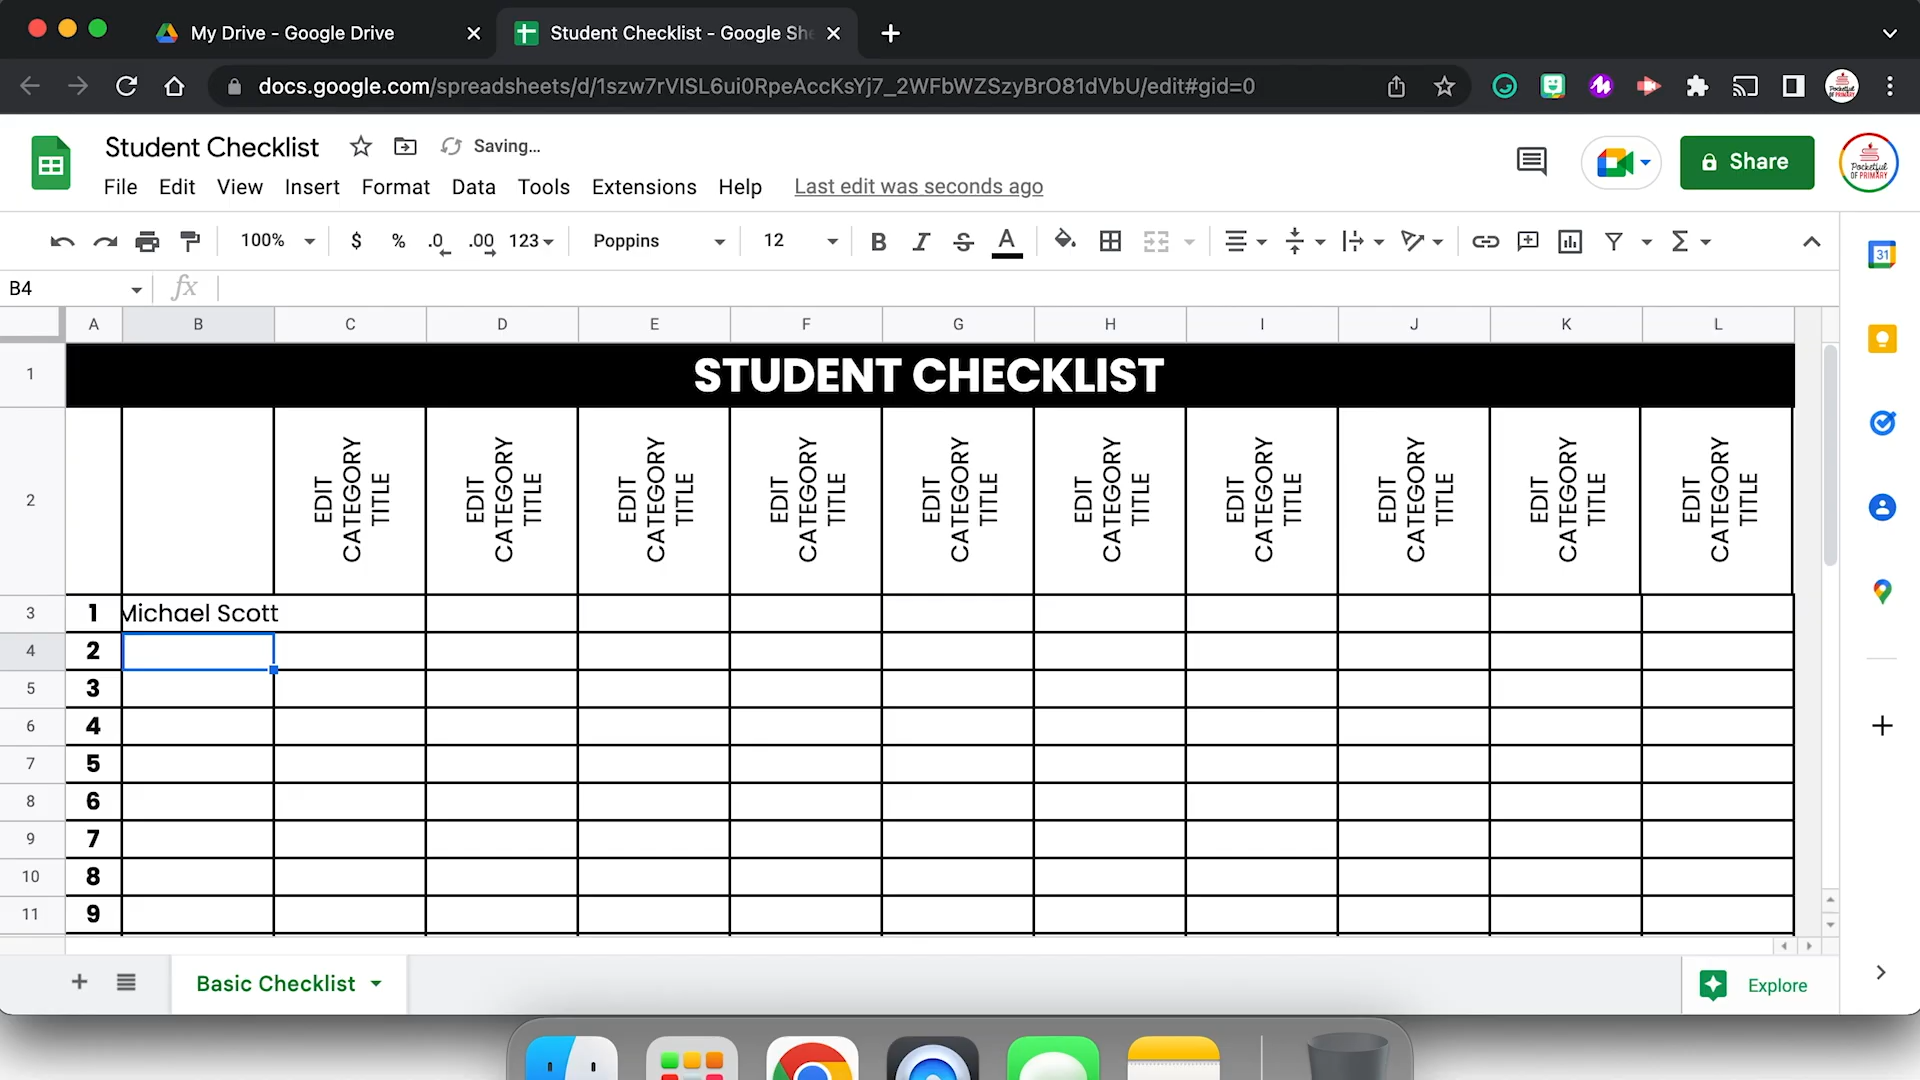 My Drive - Google Drive
Student Checklist - Google She
docs.google.com/spreadsheets/d/1szw7rVISL6ui0RpeAccKsYj7_2WFbWZSzyBrO81dVbU/edit#gid=0
Student Checklist
Saving...
File Edit View Insert Format Data Tools Extensions Help Last edit was seconds ago
Share
Pocketful OF PRIMARY
100% $ % .0 .00 123 Poppins 12 B I S A
31
B4 fx
A B C D E F G H I J K L
1 STUDENT CHECKLIST
2
EDIT CATEGORY TITLE
EDIT CATEGORY TITLE
EDIT CATEGORY TITLE
EDIT CATEGORY TITLE
EDIT CATEGORY TITLE
EDIT CATEGORY TITLE
EDIT CATEGORY TITLE
EDIT CATEGORY TITLE
EDIT CATEGORY TITLE
EDIT CATEGORY TITLE
3 1 Michael Scott
4 2
5 3
6 4
7 5
8 6
9 7
10 8
11 9
Basic Checklist
Explore